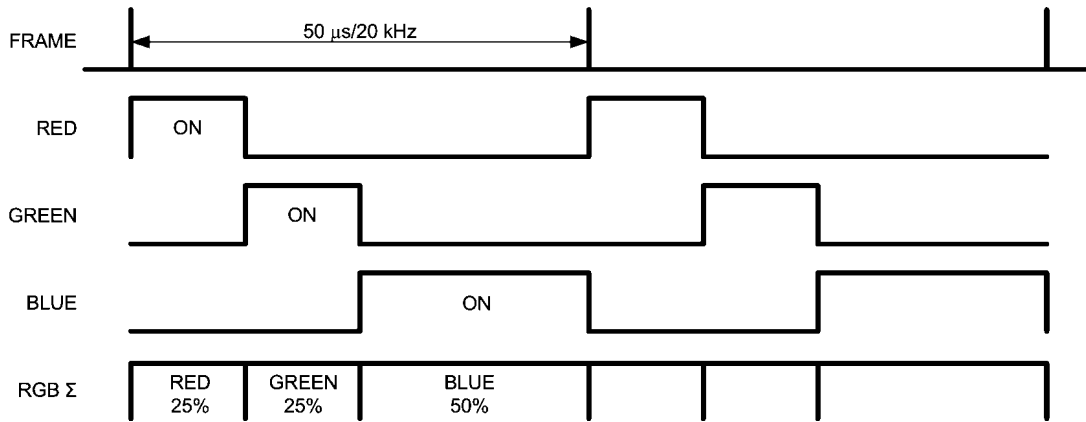 FRAME
50 μs/20 kHz
RED
ON
GREEN
ON
BLUE
ON
RGB Σ
RED
25%
GREEN
25%
BLUE
50%